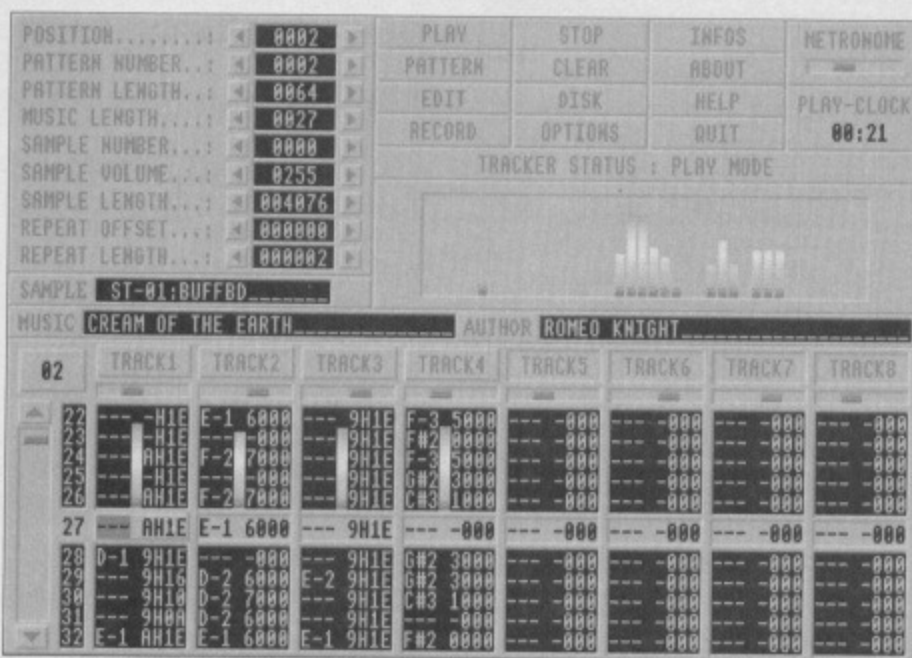 POSITION.........: 0002
PATTERN NUMBER..: 0002
PATTERN LENGTH..: 0064
MUSIC LENGTH....: 0027
SAMPLE NUMBER...: 0000
SAMPLE VOLUME...: 0255
SAMPLE LENGTH...: 004076
REPEAT OFFSET...: 000000
REPEAT LENGTH...: 000002
PLAY STOP INFOS
PATTERN CLEAR ABOUT
EDIT DISK HELP
RECORD OPTIONS QUIT
METRONOME
PLAY-CLOCK
00:21
TRACKER STATUS : PLAY MODE
SAMPLE ST-01:BUFFBD_______
MUSIC CREAM OF THE EARTH______________ AUTHOR ROMEO KNIGHT____________________
02 TRACK1 TRACK2 TRACK3 TRACK4 TRACK5 TRACK6 TRACK7 TRACK8
22 --- -H1E E-1 6000 --- 9H1E F-3 5000 --- -000 --- -000 --- -000 --- -000
23 --- -H1E --- -000 --- 9H1E F#2 0000 --- -000 --- -000 --- -000 --- -000
24 --- AH1E F-2 7000 --- 9H1E F-3 5000 --- -000 --- -000 --- -000 --- -000
25 --- -H1E --- -000 --- 9H1E G#2 3000 --- -000 --- -000 --- -000 --- -000
26 --- AH1E F-2 7000 --- 9H1E C#3 1000 --- -000 --- -000 --- -000 --- -000
27 --- AH1E E-1 6000 --- 9H1E --- -000 --- -000 --- -000 --- -000 --- -000
28 D-1 9H1E --- -000 --- 9H1E G#2 3000 --- -000 --- -000 --- -000 --- -000
29 --- 9H16 D-2 6000 E-2 9H1E G#2 3000 --- -000 --- -000 --- -000 --- -000
30 --- 9H10 D-2 7000 --- 9H1E C#3 1000 --- -000 --- -000 --- -000 --- -000
31 --- 9H0A D-2 6000 --- 9H1E --- -000 --- -000 --- -000 --- -000 --- -000
32 E-1 AH1E E-1 6000 E-1 9H1E F#2 0000 --- -000 --- -000 --- -000 --- -000